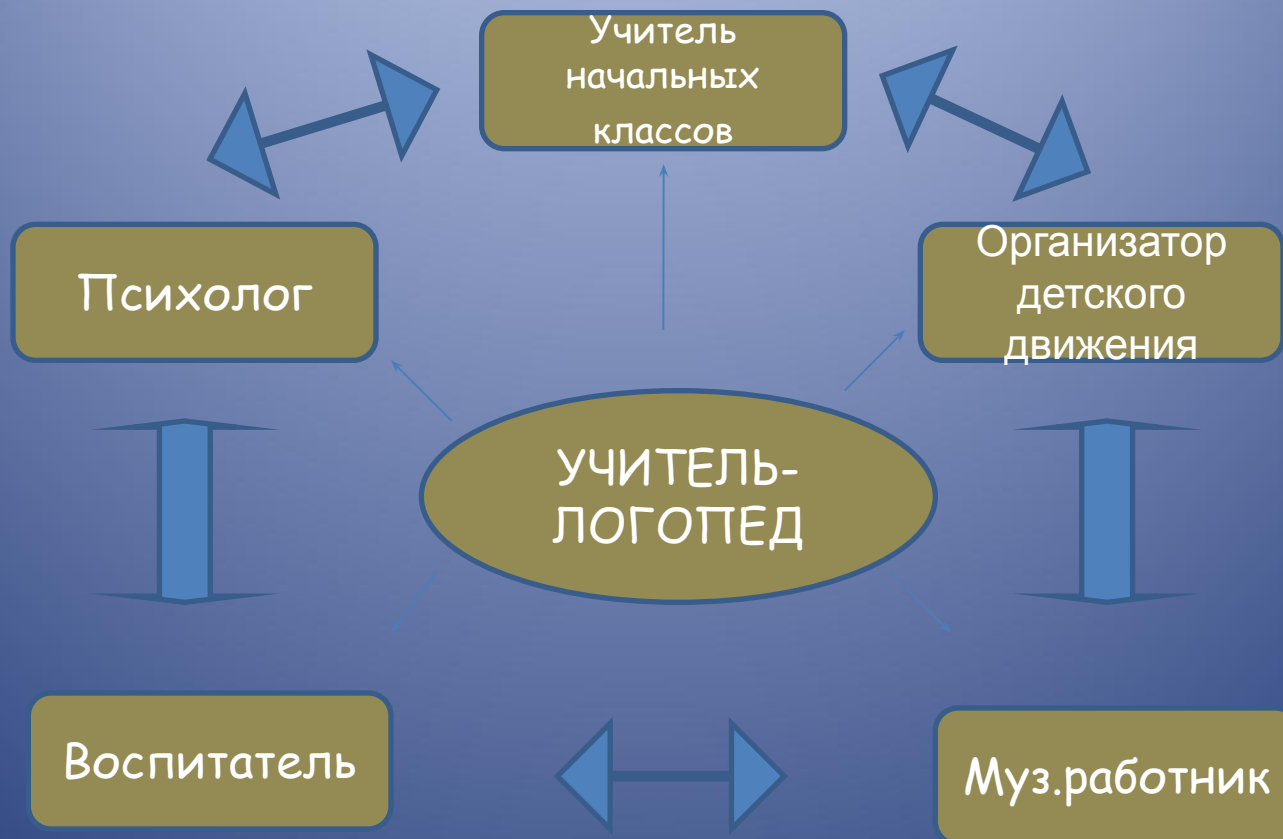 Учитель
начальных
классов
Психолог
Организатор
детского
движения
УЧИТЕЛЬ-
ЛОГОПЕД
Воспитатель
Муз.работник